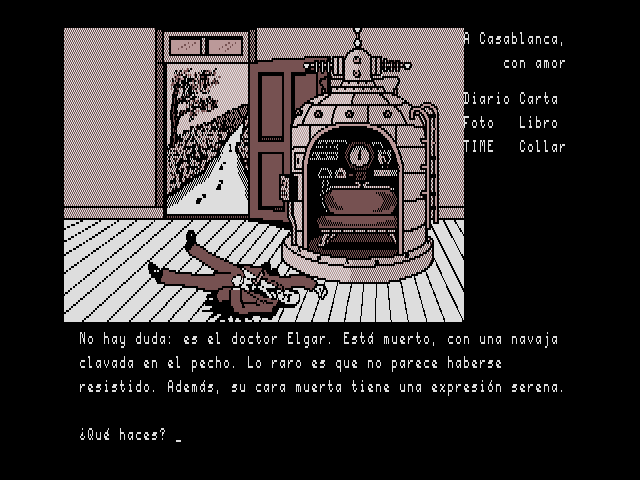 A Casablanca,
con amor
Diario Carta
Foto Libro
TIME Collar
No hay duda: es el doctor Elgar. Está muerto, con una navaja
clavada en el pecho. Lo raro es que no parece haberse
resistido. Además, su cara muerta tiene una expresión serena.
¿Qué haces? _